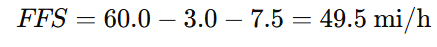 FFS = 60.0 − 3.0 − 7.5 = 49.5 mi/h